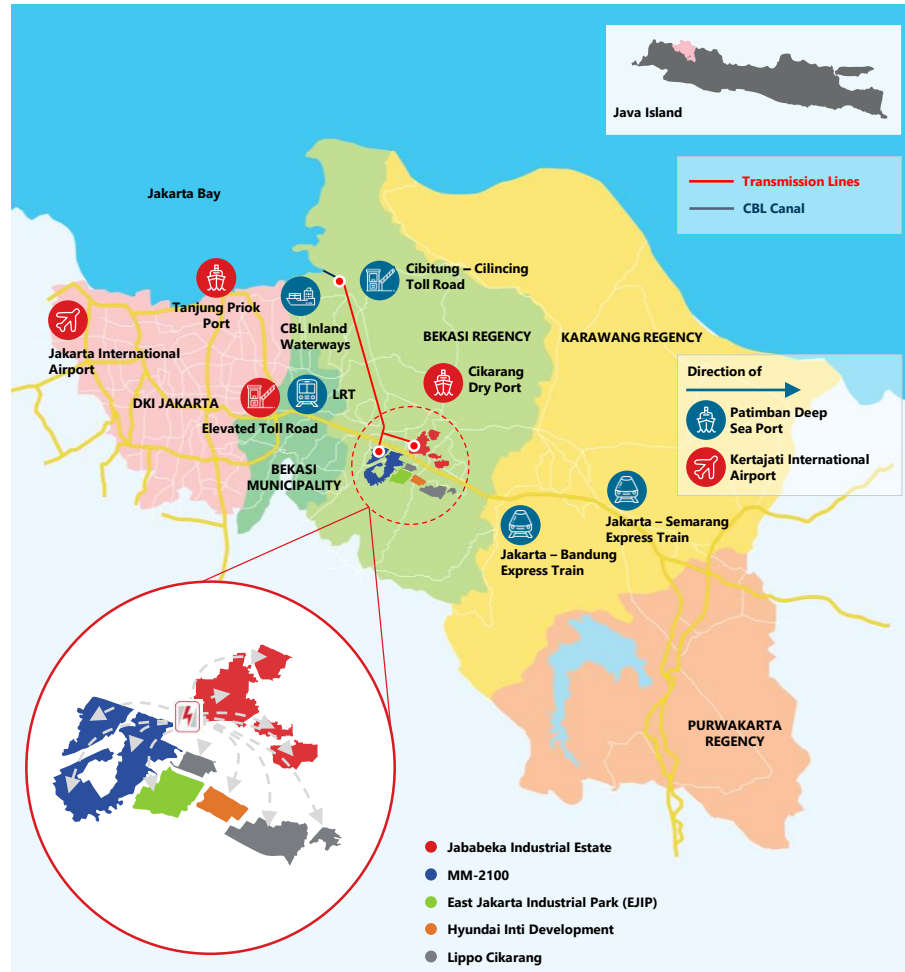 Java Island
Transmission Lines
CBL Canal
Jakarta Bay
Cibitung – Cilincing
Toll Road
Tanjung Priok
Port
CBL Inland
Waterways
BEKASI REGENCY
KARAWANG REGENCY
Jakarta International
Airport
Cikarang
Dry Port
Direction of
Patimban Deep
Sea Port
Kertajati International
Airport
DKI JAKARTA
LRT
Elevated Toll Road
BEKASI
MUNICIPALITY
Jakarta – Semarang
Express Train
Jakarta – Bandung
Express Train
PURWAKARTA
REGENCY
Jababeka Industrial Estate
MM-2100
East Jakarta Industrial Park (EJIP)
Hyundai Inti Development
Lippo Cikarang